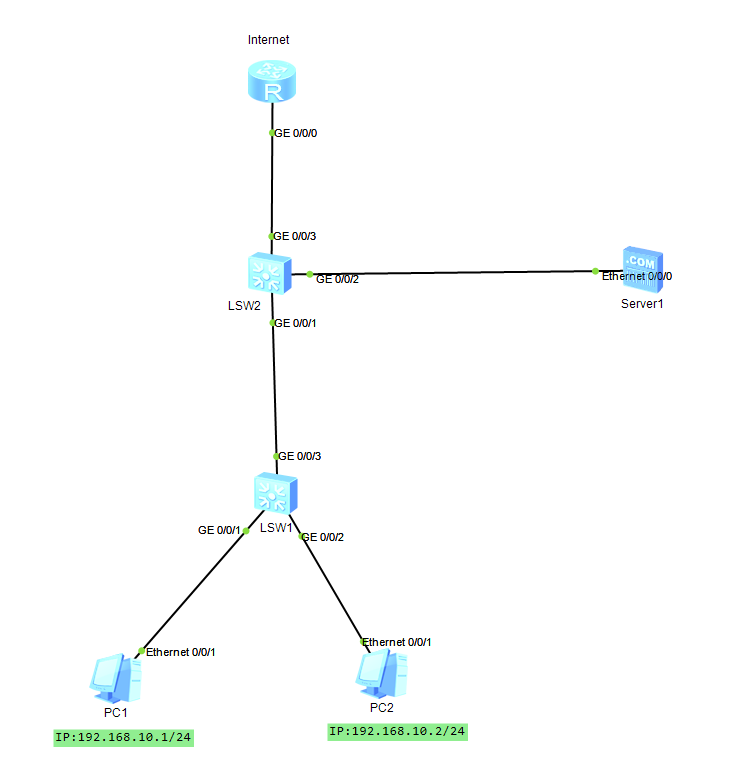 Internet
R
GE 0/0/0
GE 0/0/3
.COM
GE 0/0/2
Ethernet 0/0/0
LSW2
Server1
GE 0/0/1
GE 0/0/3
LSW1
GE 0/0/1
GE 0/0/2
Ethernet 0/0/1
Ethernet 0/0/1
PC1
PC2
IP:192.168.10.1/24
IP:192.168.10.2/24